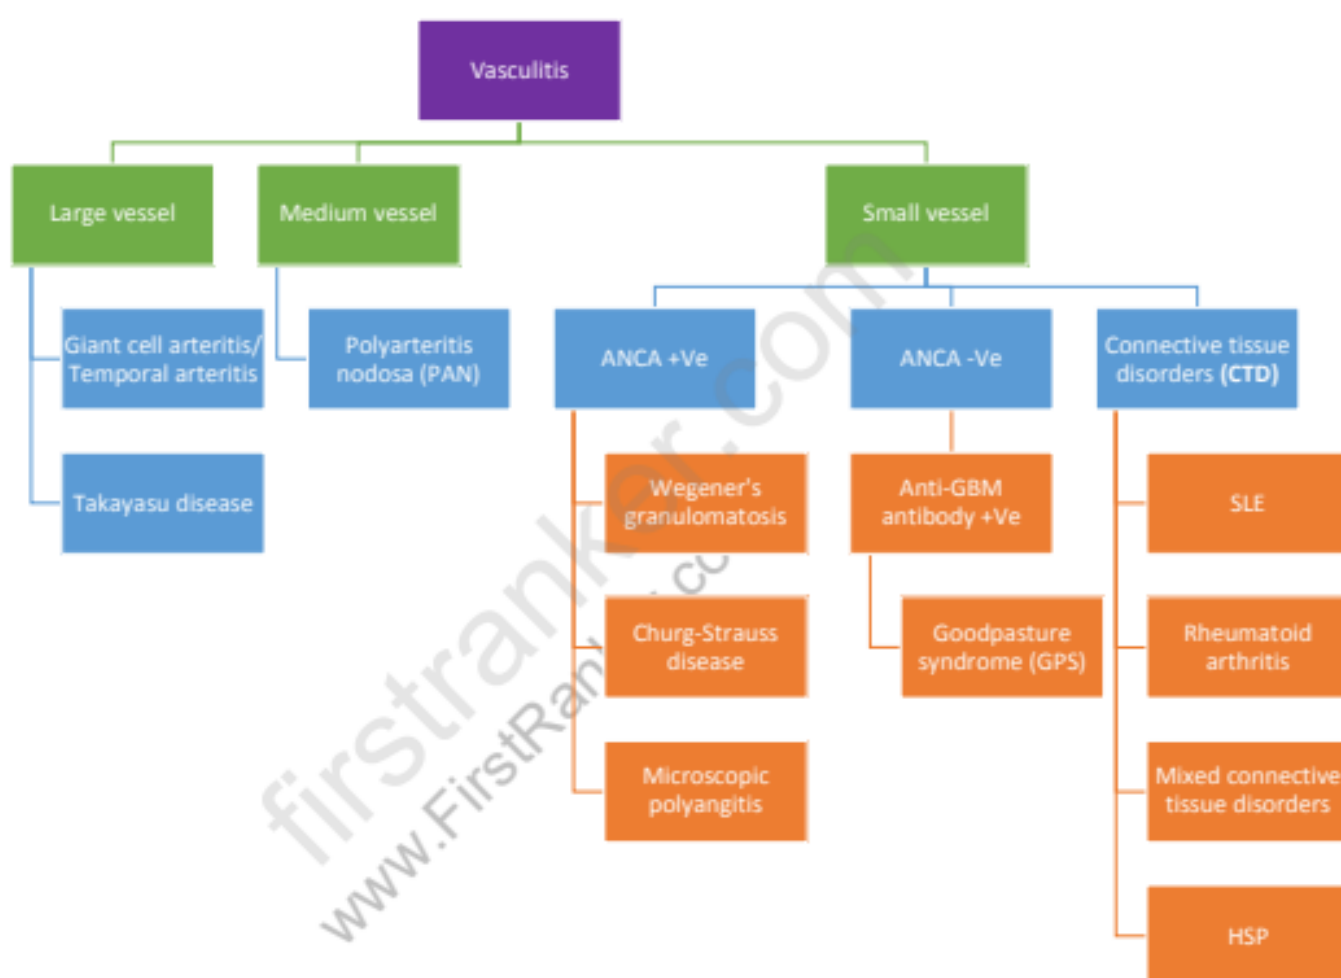 Vasculitis
Large vessel
Medium vessel
Small vessel
Giant cell arteritis/
Temporal arteritis
Polyarteritis
nodosa (PAN)
ANCA +Ve
ANCA -Ve
Connective tissue
disorders (CTD)
Takayasu disease
Wegener's
granulomatosis
Anti-GBM
antibody +Ve
SLE
Churg-Strauss
disease
Goodpasture
syndrome (GPS)
Rheumatoid
arthritis
Microscopic
polyangitis
Mixed connective
tissue disorders
HSP
firstranker.com